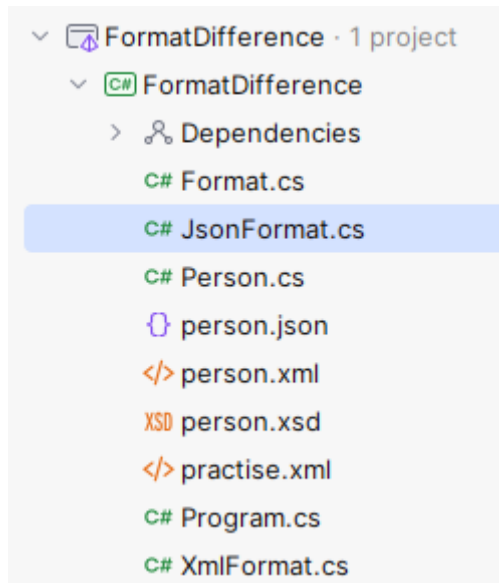 FormatDifference · 1 project
C# FormatDifference
Dependencies
C# Format.cs
C# JsonFormat.cs
C# Person.cs
{} person.json
</> person.xml
XSD person.xsd
</> practise.xml
C# Program.cs
C# XmlFormat.cs